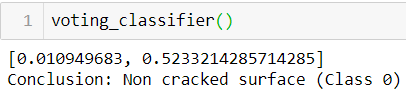 1 voting_classifier()
[0.010949683, 0.5233214285714285]
Conclusion: Non cracked surface (Class 0)